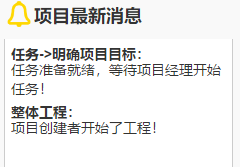 项目最新消息
任务->明确项目目标：
任务准备就绪，等待项目经理开始
任务！
整体工程：
项目创建者开始了工程！